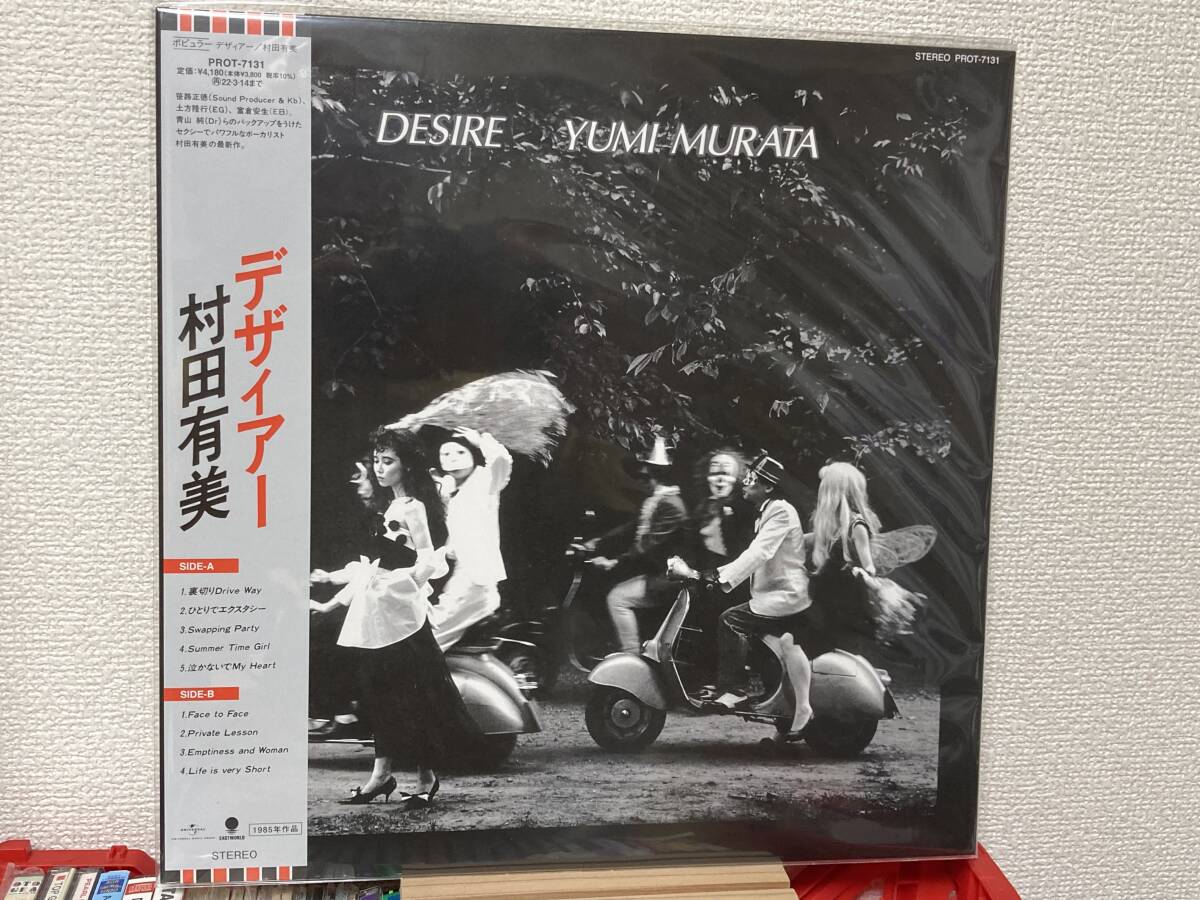 ポピュラー デザィアー/村田有美
PROT-7131
定価:¥4,180(本体¥3,800 税率10%)
㋐22・3・14まで
笹路正徳(Sound Producer & Kb)、
土方隆行(EG)、富倉安生(EB)、
青山 純(Dr)らのバックアップをうけた
セクシーでパワフルなボーカリスト
村田有美の最新作。
デザィアー
村田有美
SIDE-A
1.裏切りDrive Way
2.ひとりでエクスタシー
3.Swapping Party
4.Summer Time Girl
5.泣かないでMy Heart
SIDE-B
1.Face to Face
2.Private Lesson
3.Emptiness and Woman
4.Life is very Short
UNIVERSAL
UNIVERSAL MUSIC GROUP
EASTWORLD
1985年作品
STEREO
STEREO PROT-7131
DESIRE YUMI MURATA
TOP
PEARL